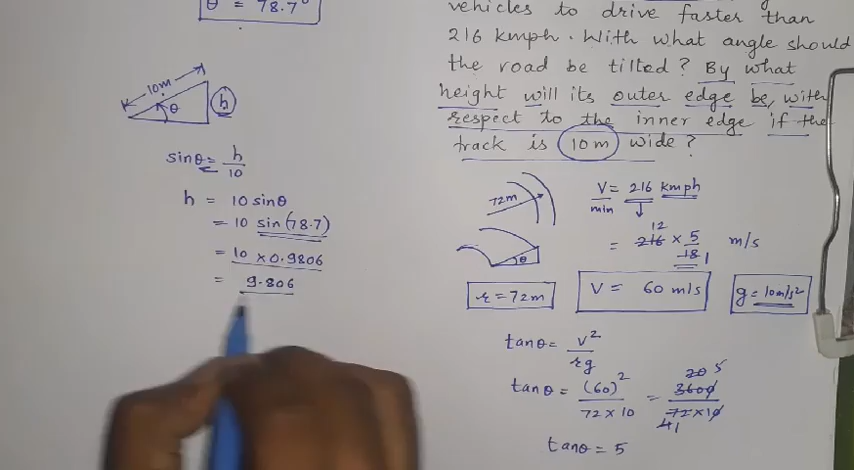 θ = 78.7°
10m
θ
h
sinθ = h/10
h = 10 sinθ
= 10 sin(78.7)
= 10 × 0.9806
= 9.806
vehicles to drive faster than
216 kmph. With what angle should
the road be tilted? By what
height will its outer edge be, with
respect to the inner edge if the
track is 10m wide?
72m
V min = 216 kmph
= 12 216 × 5/18 1 m/s
θ
r = 72m
V = 60 m/s
g = 10m/s²
tanθ = v²/rg
tanθ = (60)²/72×10 = 20 5 3600/72×10 41
tanθ = 5